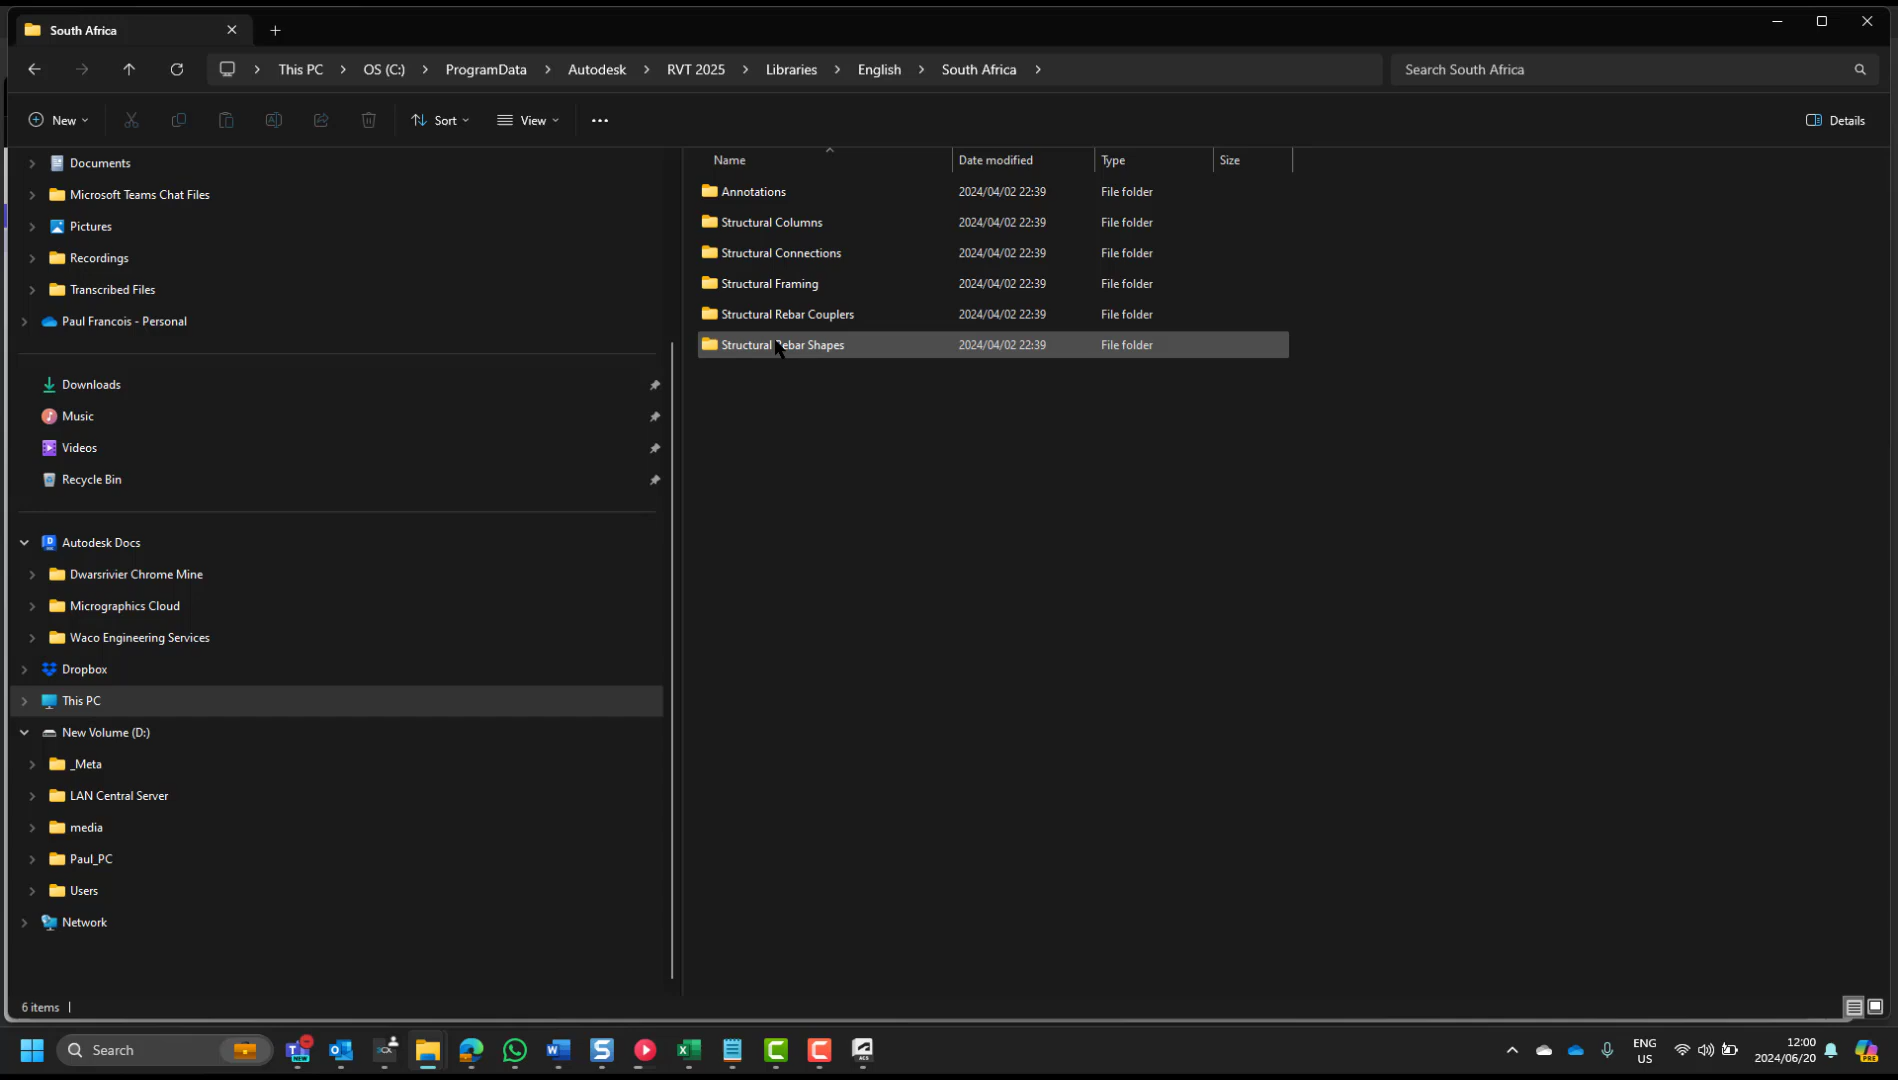 South Africa
This PC > OS (C:) > ProgramData > Autodesk > RVT 2025 > Libraries > English > South Africa >
Search South Africa
New
Sort
View
Details
Documents
Microsoft Teams Chat Files
Pictures
Recordings
Transcribed Files
Paul Francois - Personal
Downloads
Music
Videos
Recycle Bin
Autodesk Docs
Dwarsrivier Chrome Mine
Micrographics Cloud
Waco Engineering Services
Dropbox
This PC
New Volume (D:)
_Meta
LAN Central Server
media
Paul_PC
Users
Network
Name Date modified Type Size
Annotations 2024/04/02 22:39 File folder
Structural Columns 2024/04/02 22:39 File folder
Structural Connections 2024/04/02 22:39 File folder
Structural Framing 2024/04/02 22:39 File folder
Structural Rebar Couplers 2024/04/02 22:39 File folder
Structural Rebar Shapes 2024/04/02 22:39 File folder
6 items
Search
NEW
ACS
ENG
US
12:00
2024/06/20
PRE